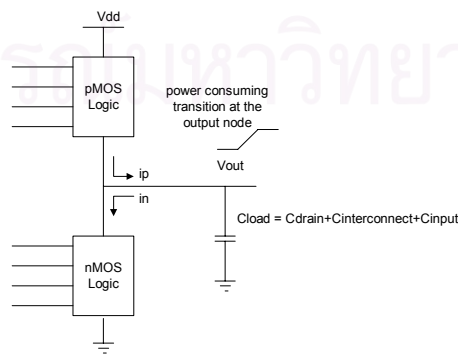 Vdd
pMOS
Logic
power consuming
transition at the
output node
Vout
ip
in
Cload = Cdrain+Cinterconnect+Cinput
nMOS
Logic